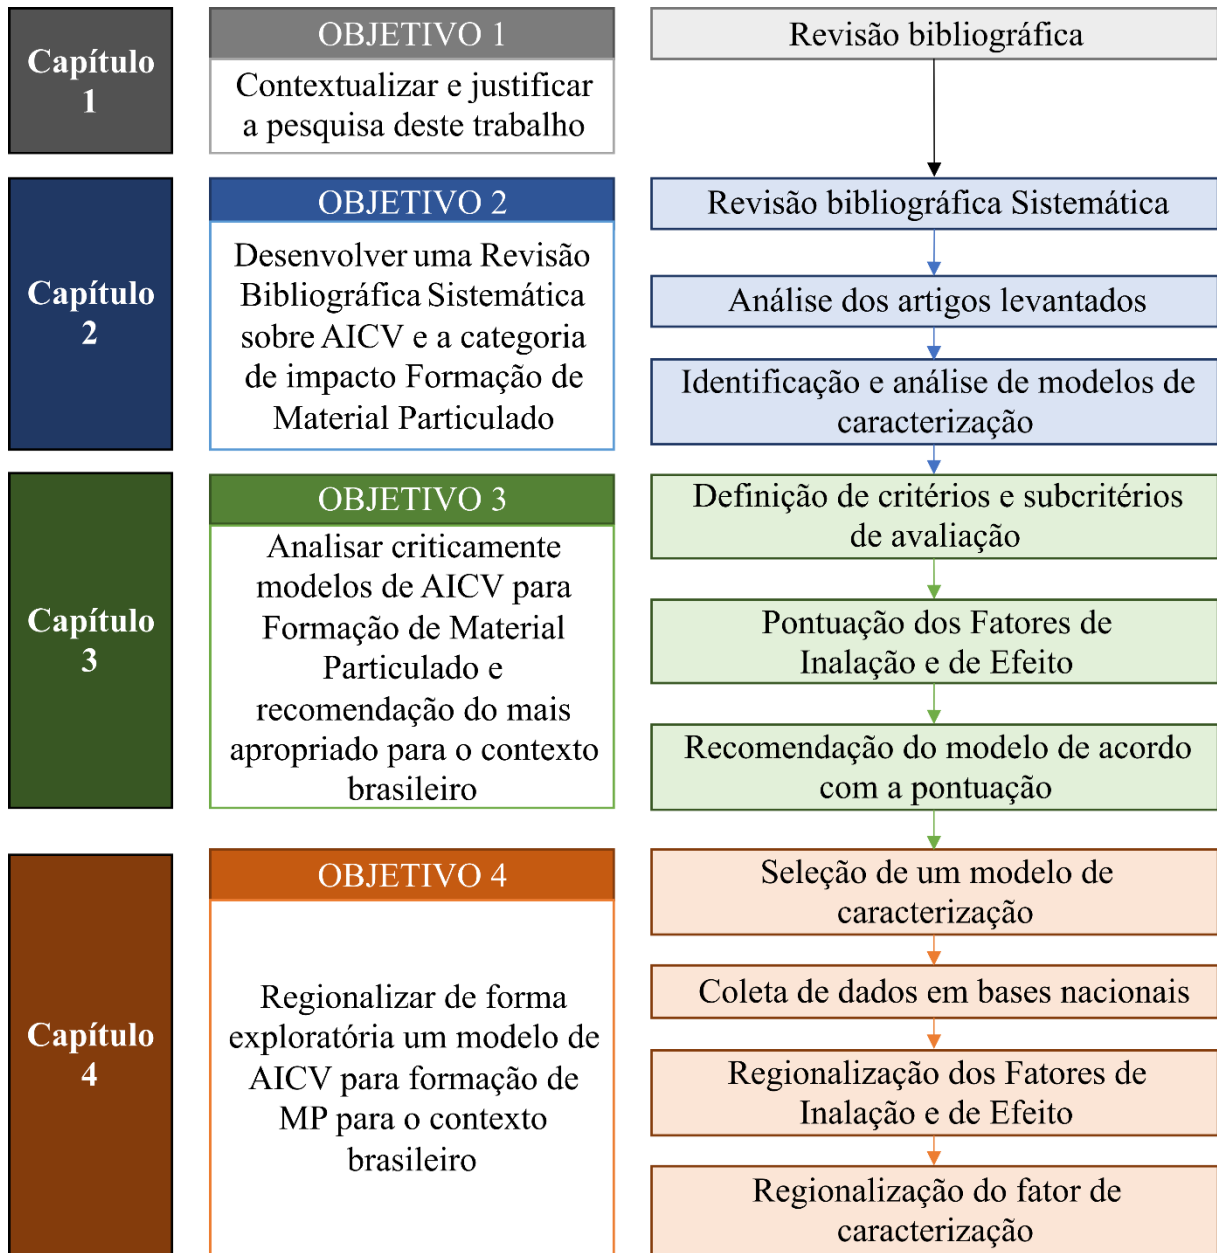 Capítulo
1
OBJETIVO 1
Contextualizar e justificar
a pesquisa deste trabalho
Revisão bibliográfica
Capítulo
2
OBJETIVO 2
Desenvolver uma Revisão
Bibliográfica Sistemática
sobre AICV e a categoria
de impacto Formação de
Material Particulado
Revisão bibliográfica Sistemática
Análise dos artigos levantados
Identificação e análise de modelos de
caracterização
Capítulo
3
OBJETIVO 3
Analisar criticamente
modelos de AICV para
Formação de Material
Particulado e
recomendação do mais
apropriado para o contexto
brasileiro
Definição de critérios e subcritérios
de avaliação
Pontuação dos Fatores de
Inalação e de Efeito
Recomendação do modelo de acordo
com a pontuação
Capítulo
4
OBJETIVO 4
Regionalizar de forma
exploratória um modelo de
AICV para formação de
MP para o contexto
brasileiro
Seleção de um modelo de
caracterização
Coleta de dados em bases nacionais
Regionalização dos Fatores de
Inalação e de Efeito
Regionalização do fator de
caracterização